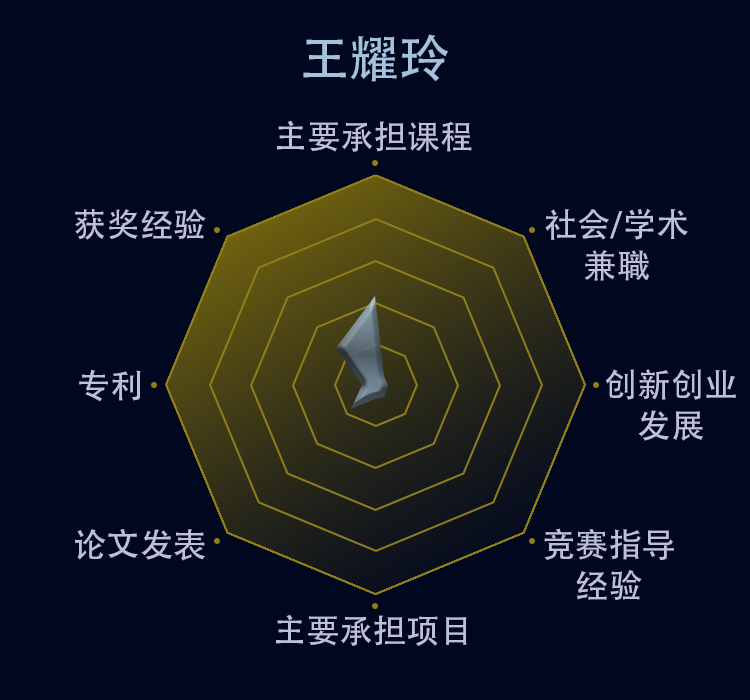 王耀玲
主要承担课程
获奖经验
社会/学术
兼職
专利
创新创业
发展
论文发表
竞赛指导
经验
主要承担项目